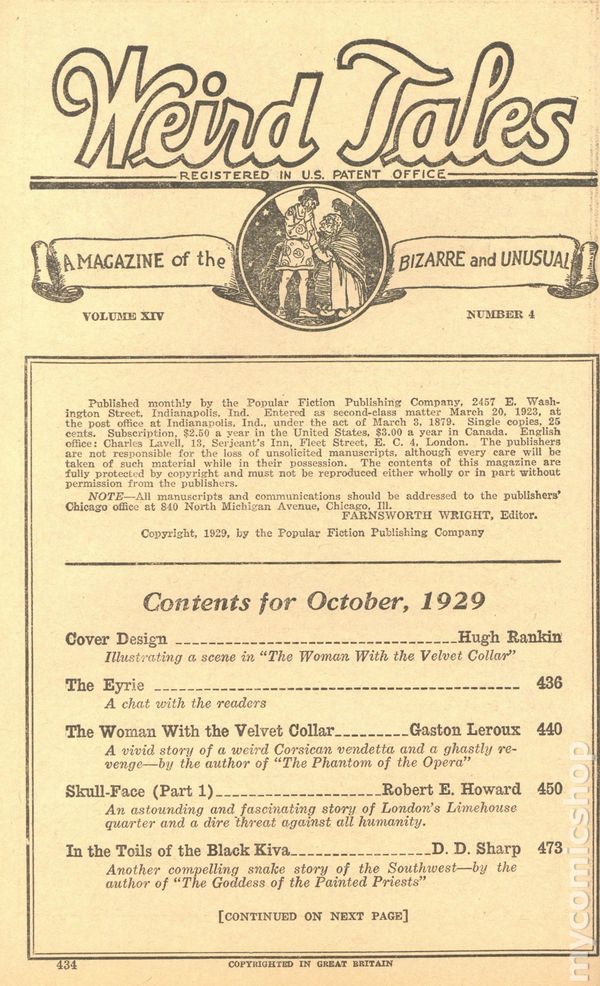 Weird Tales
REGISTERED IN U.S. PATENT OFFICE
A MAGAZINE of the
BIZARRE and UNUSUAL
VOLUME XIV
NUMBER 4
Published monthly by the Popular Fiction Publishing Company, 2457 E. Wash-
ington Street, Indianapolis, Ind. Entered as second-class matter March 20, 1923, at
the post office at Indianapolis, Ind., under the act of March 3, 1879. Single copies, 25
cents. Subscription, $2.50 a year in the United States, $3.00 a year in Canada. English
office: Charles Lavell, 13, Serjeant's Inn, Fleet Street, E. C. 4, London. The publishers
are not responsible for the loss of unsolicited manuscripts, although every care will be
taken of such material while in their possession. The contents of this magazine are
fully protected by copyright and must not be reproduced either wholly or in part without
permission from the publishers.
NOTE—All manuscripts and communications should be addressed to the publishers'
Chicago office at 840 North Michigan Avenue, Chicago, Ill.
FARNSWORTH WRIGHT, Editor.
Copyright, 1929, by the Popular Fiction Publishing Company
Contents for October, 1929
Cover Design Hugh Rankin
Illustrating a scene in "The Woman With the Velvet Collar"
The Eyrie 436
A chat with the readers
The Woman With the Velvet Collar Gaston Leroux 440
A vivid story of a weird Corsican vendetta and a ghastly re-
venge—by the author of "The Phantom of the Opera"
Skull-Face (Part 1) Robert E. Howard 450
An astounding and fascinating story of London's Limehouse
quarter and a dire threat against all humanity.
In the Toils of the Black Kiva D. D. Sharp 473
Another compelling snake story of the Southwest—by the
author of "The Goddess of the Painted Priests"
[CONTINUED ON NEXT PAGE]
434
COPYRIGHTED IN GREAT BRITAIN
mycomicshop